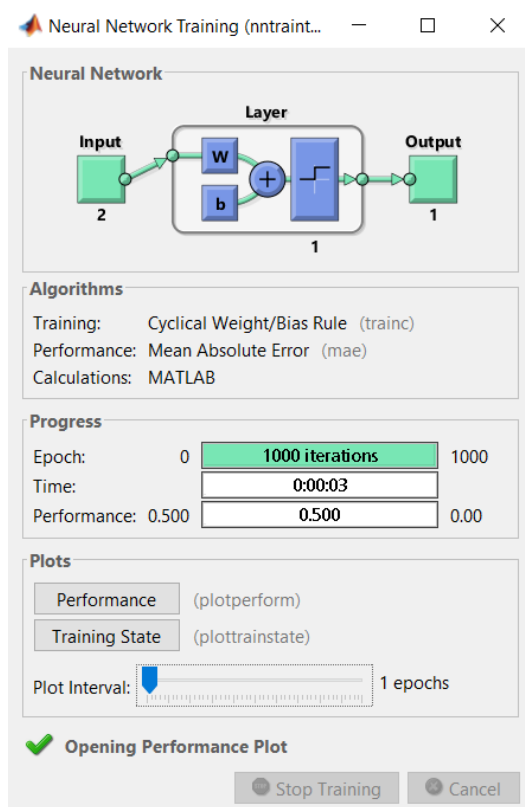 Neural Network Training (nntraint...
Neural Network
Layer
Input
Output
W
b
+
2
1
1
Algorithms
Training: Cyclical Weight/Bias Rule (trainc)
Performance: Mean Absolute Error (mae)
Calculations: MATLAB
Progress
Epoch: 0 1000 iterations 1000
Time: 0:00:03
Performance: 0.500 0.500 0.00
Plots
Performance (plotperform)
Training State (plottrainstate)
Plot Interval: 1 epochs
Opening Performance Plot
Stop Training Cancel